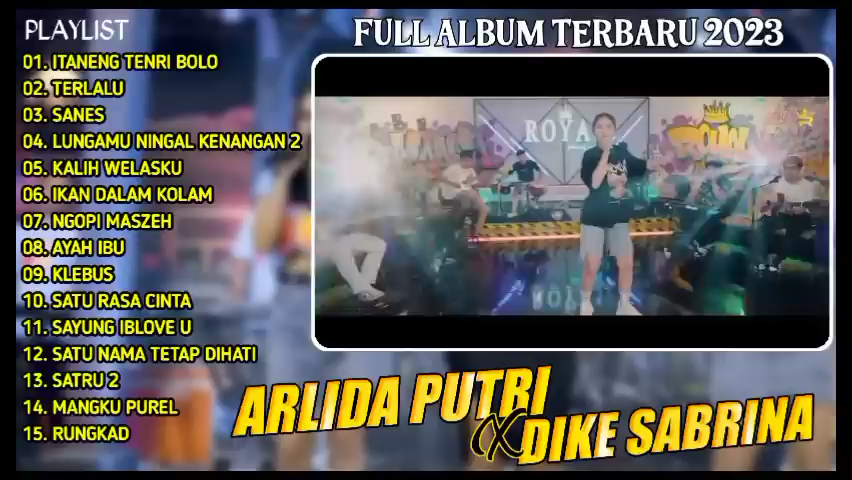 PLAYLIST
FULL ALBUM TERBARU 2023
01. ITANENG TENRI BOLO
02. TERLALU
03. SANES
04. LUNGAMU NINGAL KENANGAN 2
05. KALIH WELASKU
06. IKAN DALAM KOLAM
07. NGOPI MASZEH
08. AYAH IBU
09. KLEBUS
10. SATU RASA CINTA
11. SAYUNG IBLOVE U
12. SATU NAMA TETAP DIHATI
13. SATRU 2
14. MANGKU PUREL
15. RUNGKAD
ROYA
ARLIDA PUTRI
X DIKE SABRINA